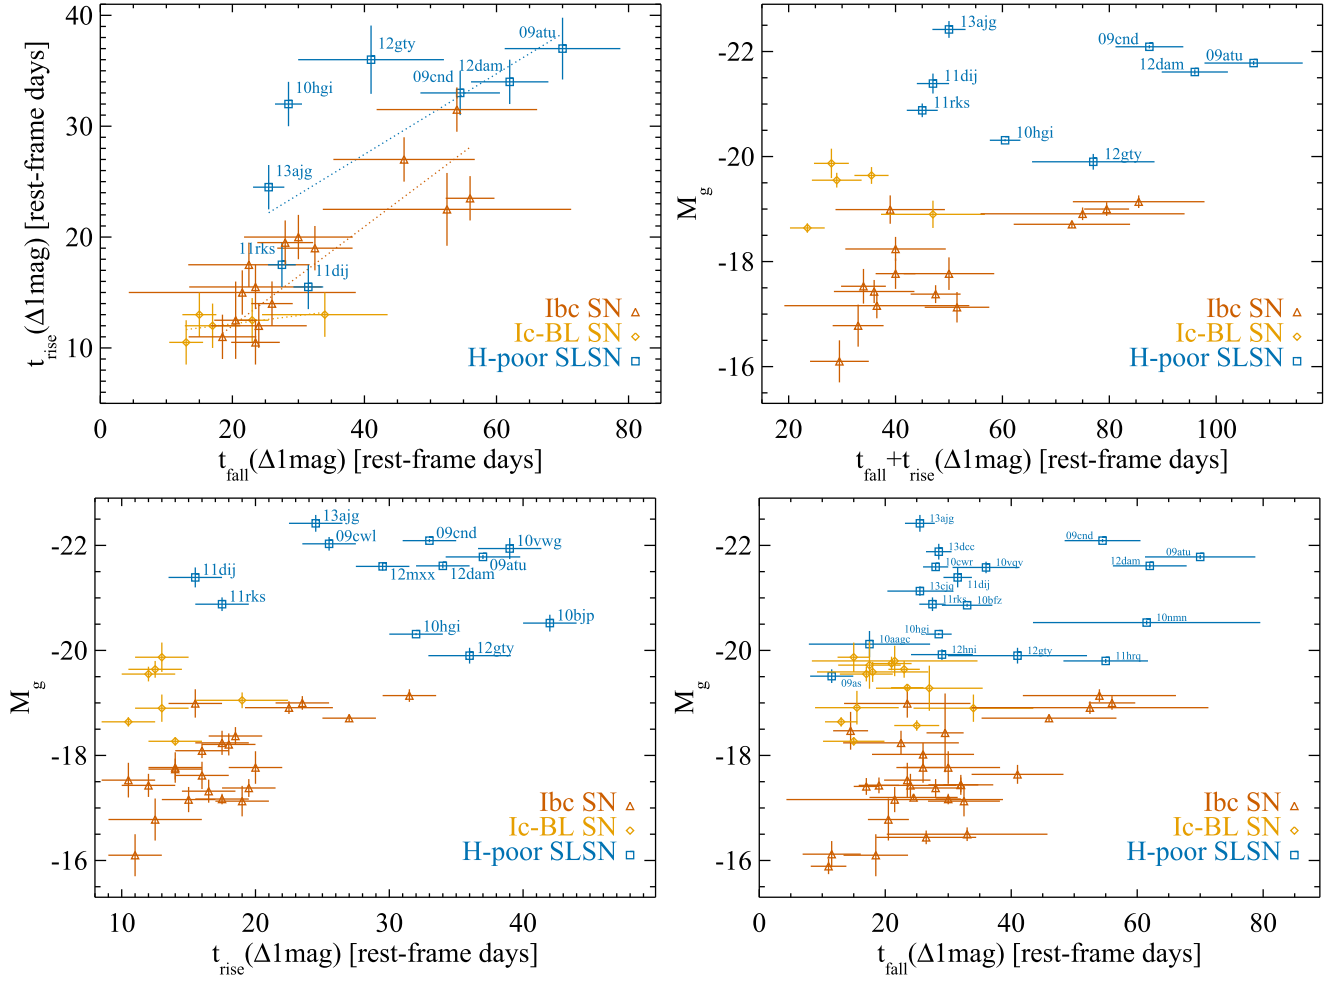 40
30
20
10
0 20 40 60 80
t_rise(Δ1mag) [rest-frame days]
t_fall(Δ1mag) [rest-frame days]
09atu
12gty
12dam
09cnd
10hgi
13ajg
11rks
11dij
Ibc SN
Ic-BL SN
H-poor SLSN
-22
-20
-18
-16
20 40 60 80 100
M_g
t_fall+t_rise(Δ1mag) [rest-frame days]
13ajg
09cnd
09atu
12dam
11dij
11rks
10hgi
12gty
Ibc SN
Ic-BL SN
H-poor SLSN
-22
-20
-18
-16
10 20 30 40
M_g
t_rise(Δ1mag) [rest-frame days]
13ajg
09cwl
09cnd
10vwg
09atu
12mxx
12dam
11dij
11rks
10bjp
10hgi
12gty
Ibc SN
Ic-BL SN
H-poor SLSN
-22
-20
-18
-16
0 20 40 60 80
M_g
t_fall(Δ1mag) [rest-frame days]
13ajg
09cnd
13dcc
09atu
10cwr
10vqv
12dam
11dij
13cjq
11rks
10bfz
10nmn
10hgi
10aagc
12hni
12gty
11hrq
09as
Ibc SN
Ic-BL SN
H-poor SLSN